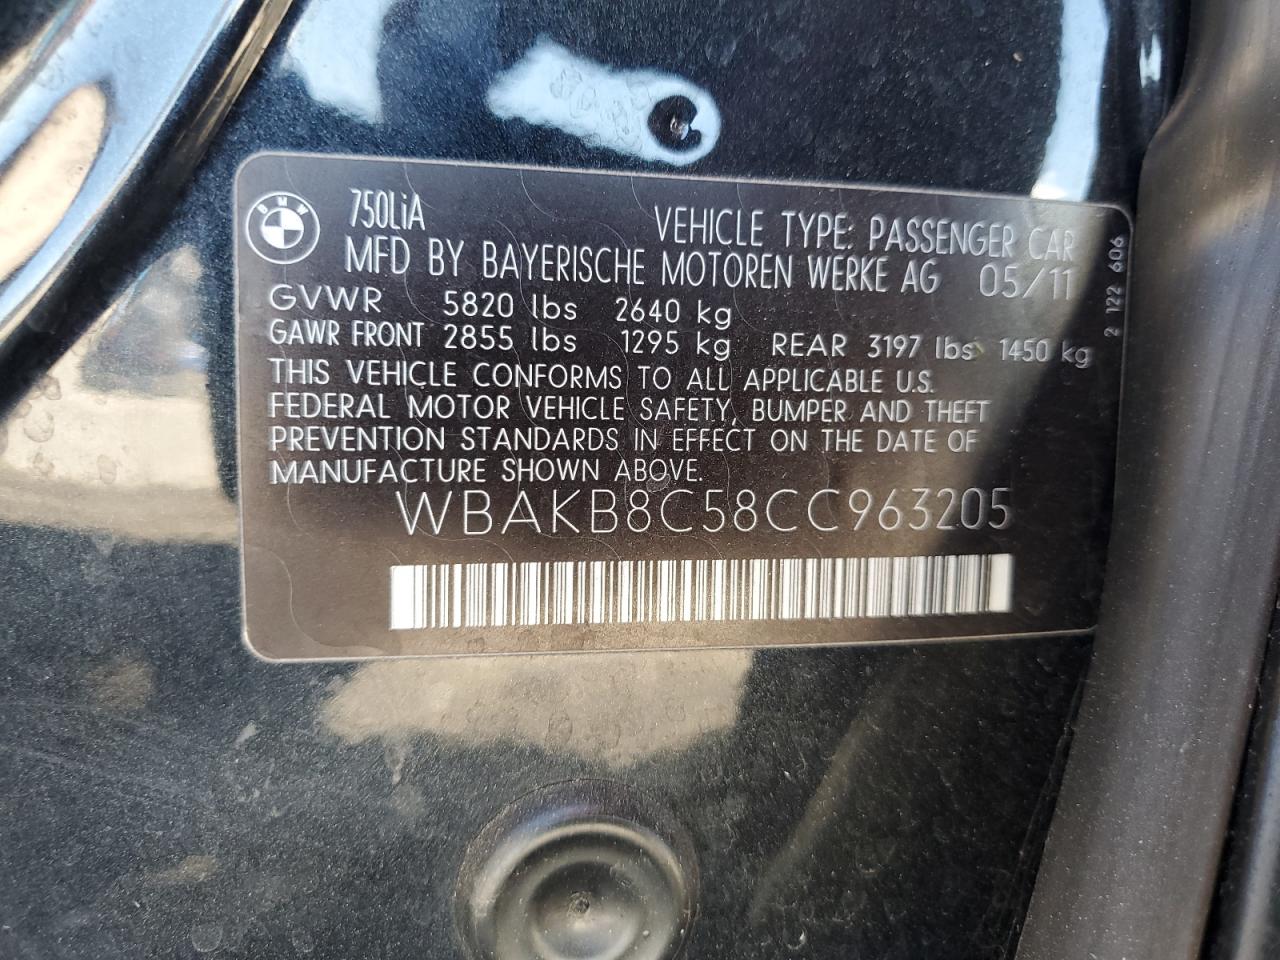 BMW
750LiA VEHICLE TYPE: PASSENGER CAR
MFD BY BAYERISCHE MOTOREN WERKE AG 05/11
GVWR 5820 lbs 2640 kg
GAWR FRONT 2855 lbs 1295 kg REAR 3197 lbs 1450 kg
THIS VEHICLE CONFORMS TO ALL APPLICABLE U.S.
FEDERAL MOTOR VEHICLE SAFETY, BUMPER AND THEFT
PREVENTION STANDARDS IN EFFECT ON THE DATE OF
MANUFACTURE SHOWN ABOVE.
WBAKB8C58CC963205
2 122 606